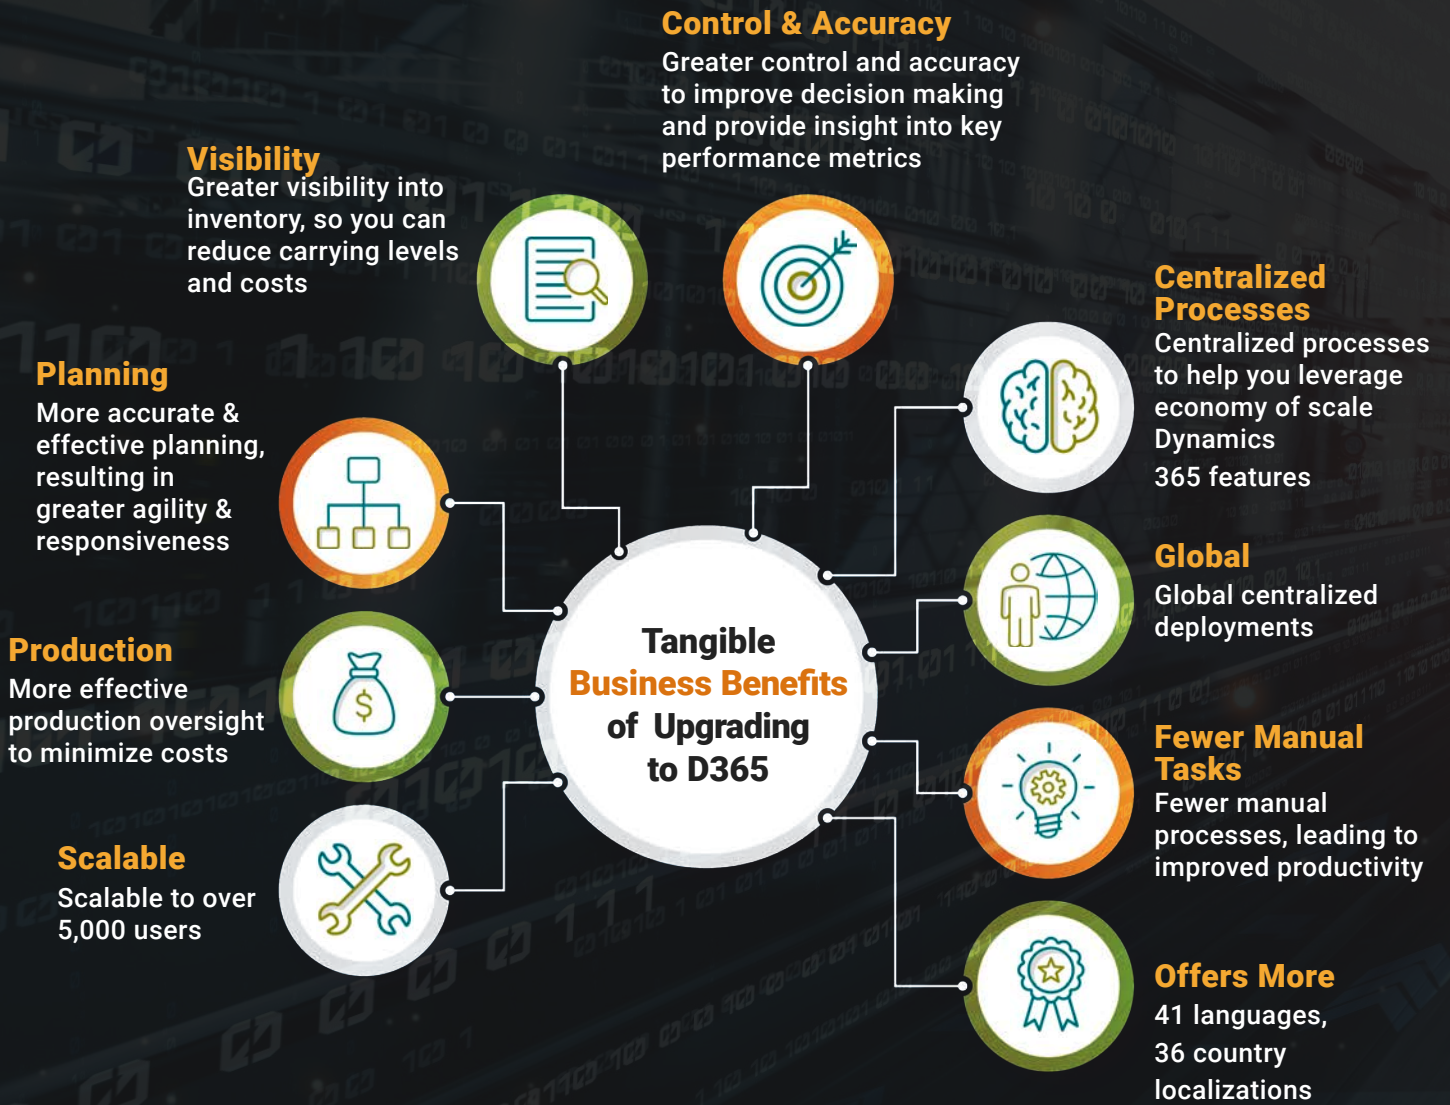 Control & Accuracy
Greater control and accuracy
to improve decision making
and provide insight into key
performance metrics
Visibility
Greater visibility into
inventory, so you can
reduce carrying levels
and costs
Centralized
Processes
Centralized processes
to help you leverage
economy of scale
Dynamics
365 features
Planning
More accurate &
effective planning,
resulting in
greater agility &
responsiveness
Global
Global centralized
deployments
Production
More effective
production oversight
to minimize costs
$
Tangible
Business Benefits
of Upgrading
to D365
Fewer Manual
Tasks
Fewer manual
processes, leading to
improved productivity
Scalable
Scalable to over
5,000 users
Offers More
41 languages,
36 country
localizations